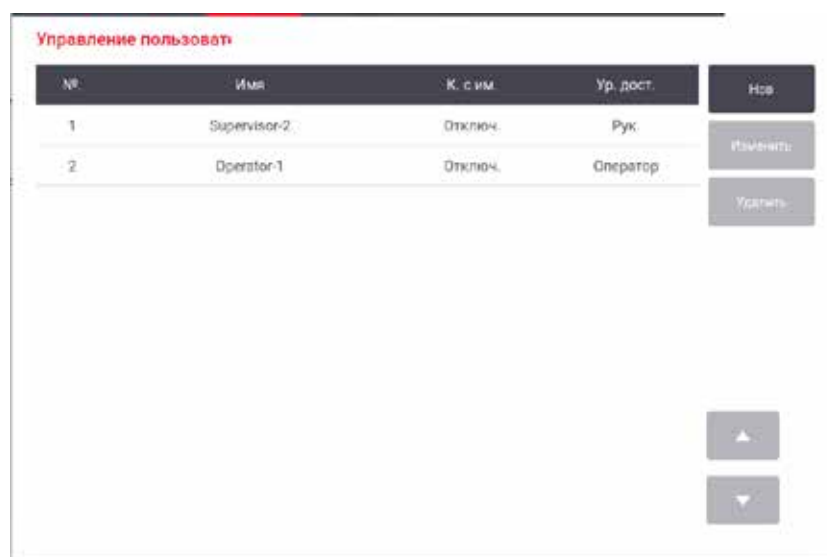 Управление пользоват
№ Имя К. с им. Ур. дост. Нов
1 Supervisor-2 Отключ. Рук
Изменить
2 Operator-1 Отключ. Оператор
Удалить